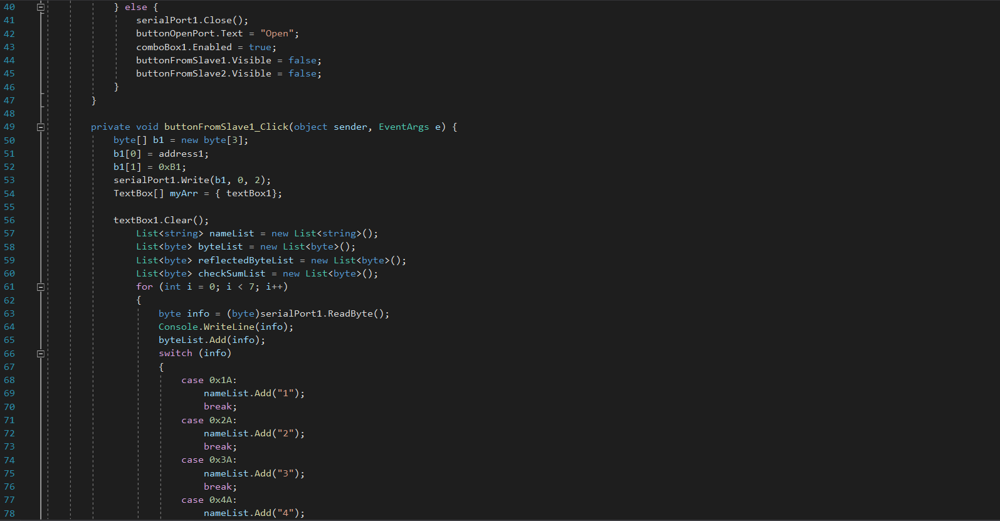 40 } else {
41 serialPort1.Close();
42 buttonOpenPort.Text = "Open";
43 comboBox1.Enabled = true;
44 buttonFromSlave1.Visible = false;
45 buttonFromSlave2.Visible = false;
46 }
47 }
48
49 private void buttonFromSlave1_Click(object sender, EventArgs e) {
50 byte[] b1 = new byte[3];
51 b1[0] = address1;
52 b1[1] = 0xB1;
53 serialPort1.Write(b1, 0, 2);
54 TextBox[] myArr = { textBox1};
55
56 textBox1.Clear();
57 List<string> nameList = new List<string>();
58 List<byte> byteList = new List<byte>();
59 List<byte> reflectedByteList = new List<byte>();
60 List<byte> checkSumList = new List<byte>();
61 for (int i = 0; i < 7; i++)
62 {
63 byte info = (byte)serialPort1.ReadByte();
64 Console.WriteLine(info);
65 byteList.Add(info);
66 switch (info)
67 {
68 case 0x1A:
69 nameList.Add("1");
70 break;
71 case 0x2A:
72 nameList.Add("2");
73 break;
74 case 0x3A:
75 nameList.Add("3");
76 break;
77 case 0x4A:
78 nameList.Add("4");